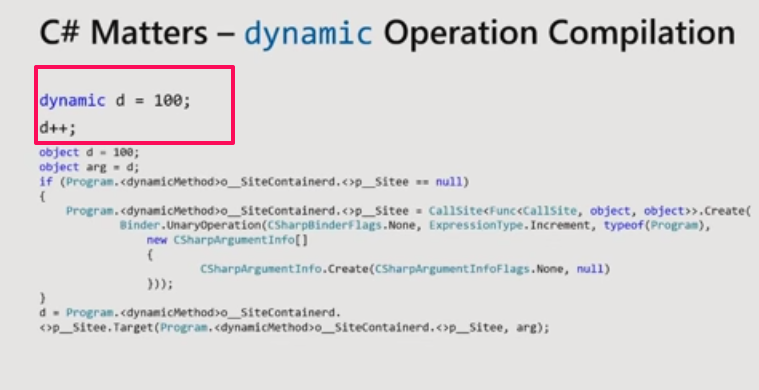 C# Matters – dynamic Operation Compilation
dynamic d = 100;
d++;
object d = 100;
object arg = d;
if (Program.<dynamicMethod>o__SiteContainerd.<>p__Sitee == null)
{
Program.<dynamicMethod>o__SiteContainerd.<>p__Sitee = CallSite<Func<CallSite, object, object>>.Create(
Binder.UnaryOperation(CSharpBinderFlags.None, ExpressionType.Increment, typeof(Program),
new CSharpArgumentInfo[]
{
CSharpArgumentInfo.Create(CSharpArgumentInfoFlags.None, null)
}));
}
d = Program.<dynamicMethod>o__SiteContainerd.
<>p__Sitee.Target(Program.<dynamicMethod>o__SiteContainerd.<>p__Sitee, arg);